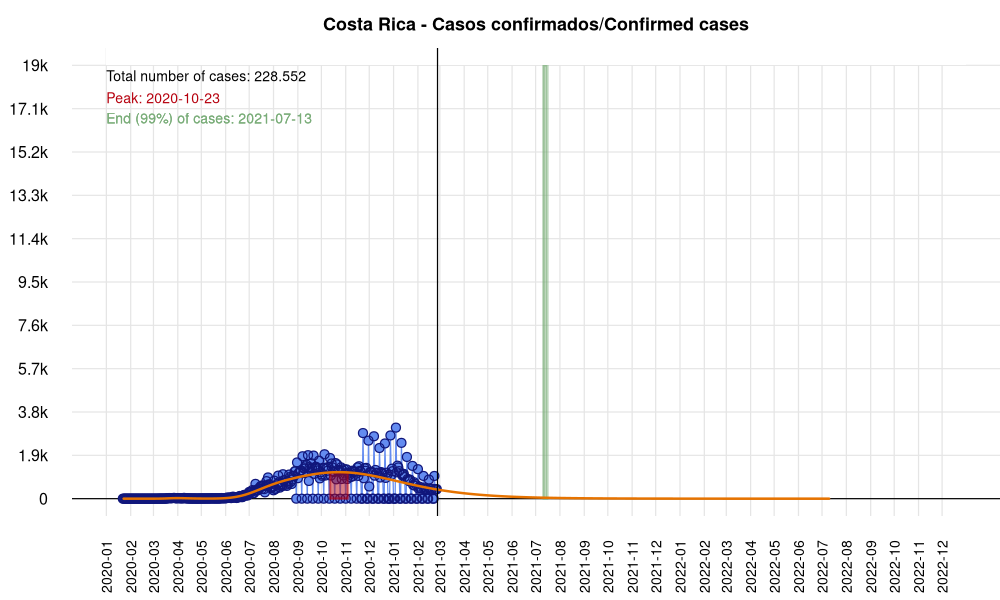 Costa Rica - Casos confirmados/Confirmed cases
19k
17.1k
15.2k
13.3k
11.4k
9.5k
7.6k
5.7k
3.8k
1.9k
0
Total number of cases: 228.552
Peak: 2020-10-23
End (99%) of cases: 2021-07-13
2020-01
2020-02
2020-03
2020-04
2020-05
2020-06
2020-07
2020-08
2020-09
2020-10
2020-11
2020-12
2021-01
2021-02
2021-03
2021-04
2021-05
2021-06
2021-07
2021-08
2021-09
2021-10
2021-11
2021-12
2022-01
2022-02
2022-03
2022-04
2022-05
2022-06
2022-07
2022-08
2022-09
2022-10
2022-11
2022-12